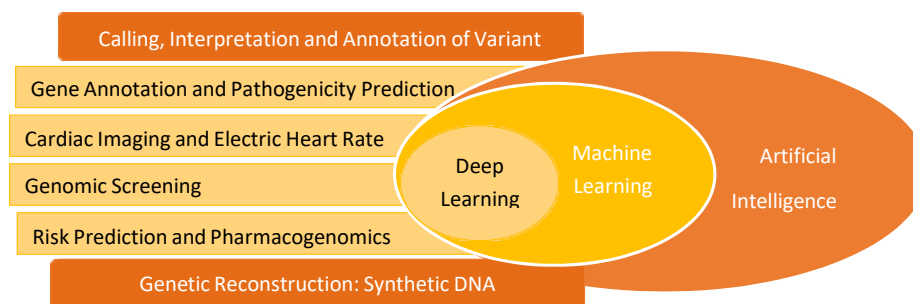 Calling, Interpretation and Annotation of Variant
Gene Annotation and Pathogenicity Prediction
Cardiac Imaging and Electric Heart Rate
Genomic Screening
Risk Prediction and Pharmacogenomics
Genetic Reconstruction: Synthetic DNA
Deep
Learning
Machine
Learning
Artificial
Intelligence